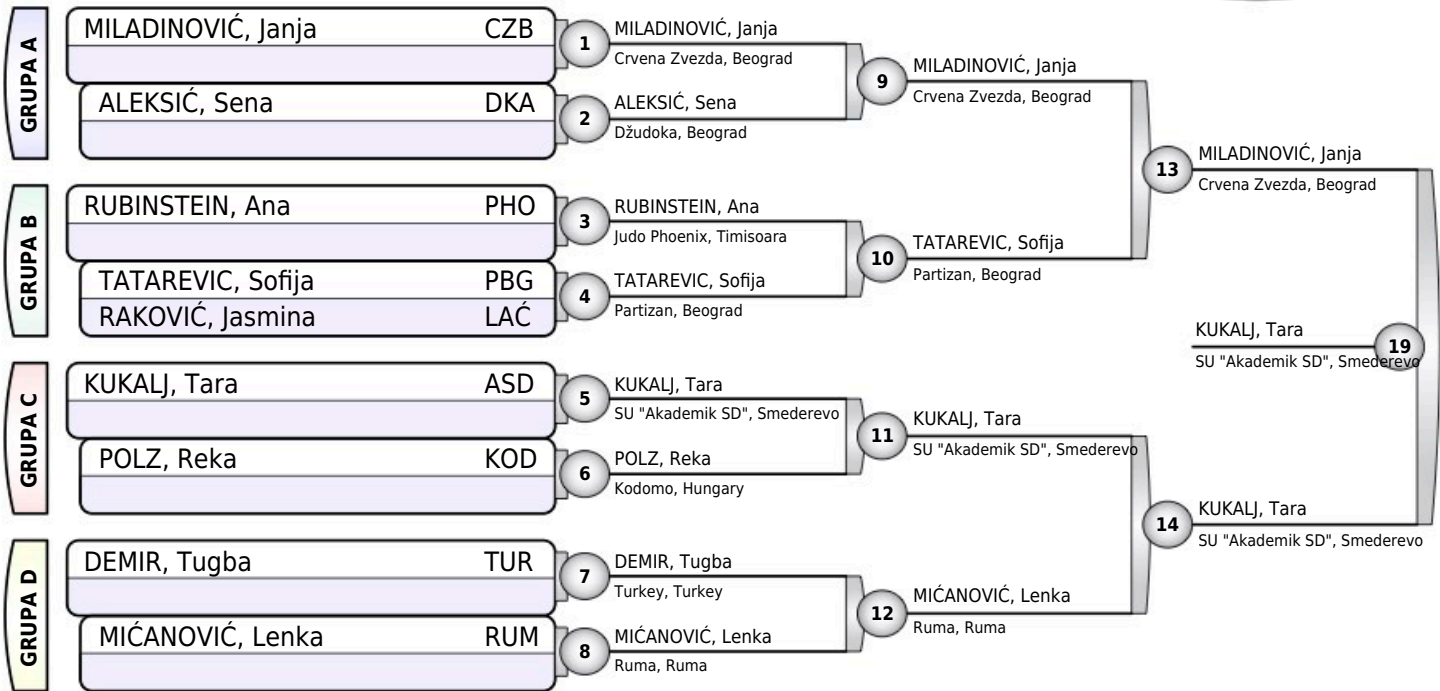 GRUPA A
MILADINOVIĆ, Janja CZB
ALEKSIĆ, Sena DKA
1
MILADINOVIĆ, Janja
Crvena Zvezda, Beograd
2
ALEKSIĆ, Sena
Džudoka, Beograd
9
MILADINOVIĆ, Janja
Crvena Zvezda, Beograd
GRUPA B
RUBINSTEIN, Ana PHO
TATAREVIC, Sofija PBG
RAKOVIĆ, Jasmina LAĆ
3
RUBINSTEIN, Ana
Judo Phoenix, Timisoara
4
TATAREVIC, Sofija
Partizan, Beograd
10
TATAREVIC, Sofija
Partizan, Beograd
13
MILADINOVIĆ, Janja
Crvena Zvezda, Beograd
GRUPA C
KUKALJ, Tara ASD
POLZ, Reka KOD
5
KUKALJ, Tara
SU "Akademik SD", Smederevo
6
POLZ, Reka
Kodomo, Hungary
11
KUKALJ, Tara
SU "Akademik SD", Smederevo
GRUPA D
DEMIR, Tugba TUR
MIĆANOVIĆ, Lenka RUM
7
DEMIR, Tugba
Turkey, Turkey
8
MIĆANOVIĆ, Lenka
Ruma, Ruma
12
MIĆANOVIĆ, Lenka
Ruma, Ruma
14
KUKALJ, Tara
SU "Akademik SD", Smederevo
KUKALJ, Tara
19
SU "Akademik SD", Smederevo